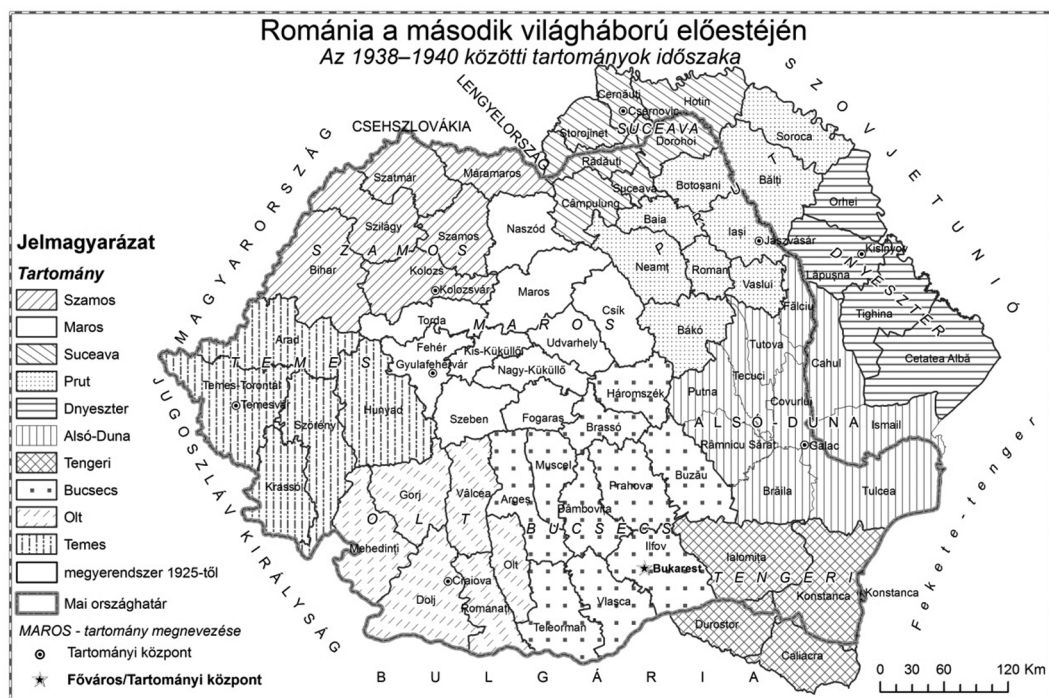 Románia a második világháború előestéjén
Az 1938–1940 közötti tartományok időszaka
SZOVJETUNIÓ
LENGYELORSZÁG
CSEHSZLOVÁKIA
MAGYARORSZÁG
JUGOSZLÁV KIRÁLYSÁG
BULGÁRIA
Fekete-tenger
Cernăuți
Csernovic
Hotin
Storojineț
SUCEAVA
Dorohoi
Rădăuți
Suceava
Câmpulung
Soroca
Bălți
Botoșani
PRUT
Baia
Iași
Jászvásár
Neamț
Roman
Vaslui
Bákó
Orhei
Kisinyov
Lăpușna
DNYESZTER
Tighina
Cetatea Albă
Szatmár
Máramaros
Szilágy
Szamos
SZAMOS
Bihar
Kolozs
Kolozsvár
Naszód
Maros
Csík
Torda
MAROS
Udvarhely
Fehér
Kis-Küküllő
Gyulafehérvár
Nagy-Küküllő
Szeben
Fogaras
Arad
TEMES
Temes-Torontál
Temesvár
Szörény
Hunyad
Krassó
Háromszék
Brassó
Fălciu
Tutova
Cahul
Tecuci
Putna
Covurlui
ALSÓ-DUNA
Ismail
Râmnicu Sărat
Galac
Brăila
Tulcea
Muscel
Prahova
Buzău
Argeș
Dâmbovița
BUCSECS
Ilfov
Bukarest
Vlașca
Teleorman
Gorj
Vâlcea
OLT
Mehedinți
Olt
Craiova
Dolj
Romanați
Ialomița
TENGERI
Konstanca
Konstanca
Durostor
Caliacra
Jelmagyarázat
Tartomány
Szamos
Maros
Suceava
Prut
Dnyeszter
Alsó-Duna
Tengeri
Bucsecs
Olt
Temes
megyerendszer 1925-től
Mai országhatár
MAROS - tartomány megnevezése
Tartományi központ
Főváros/Tartományi központ
0 30 60 120 Km